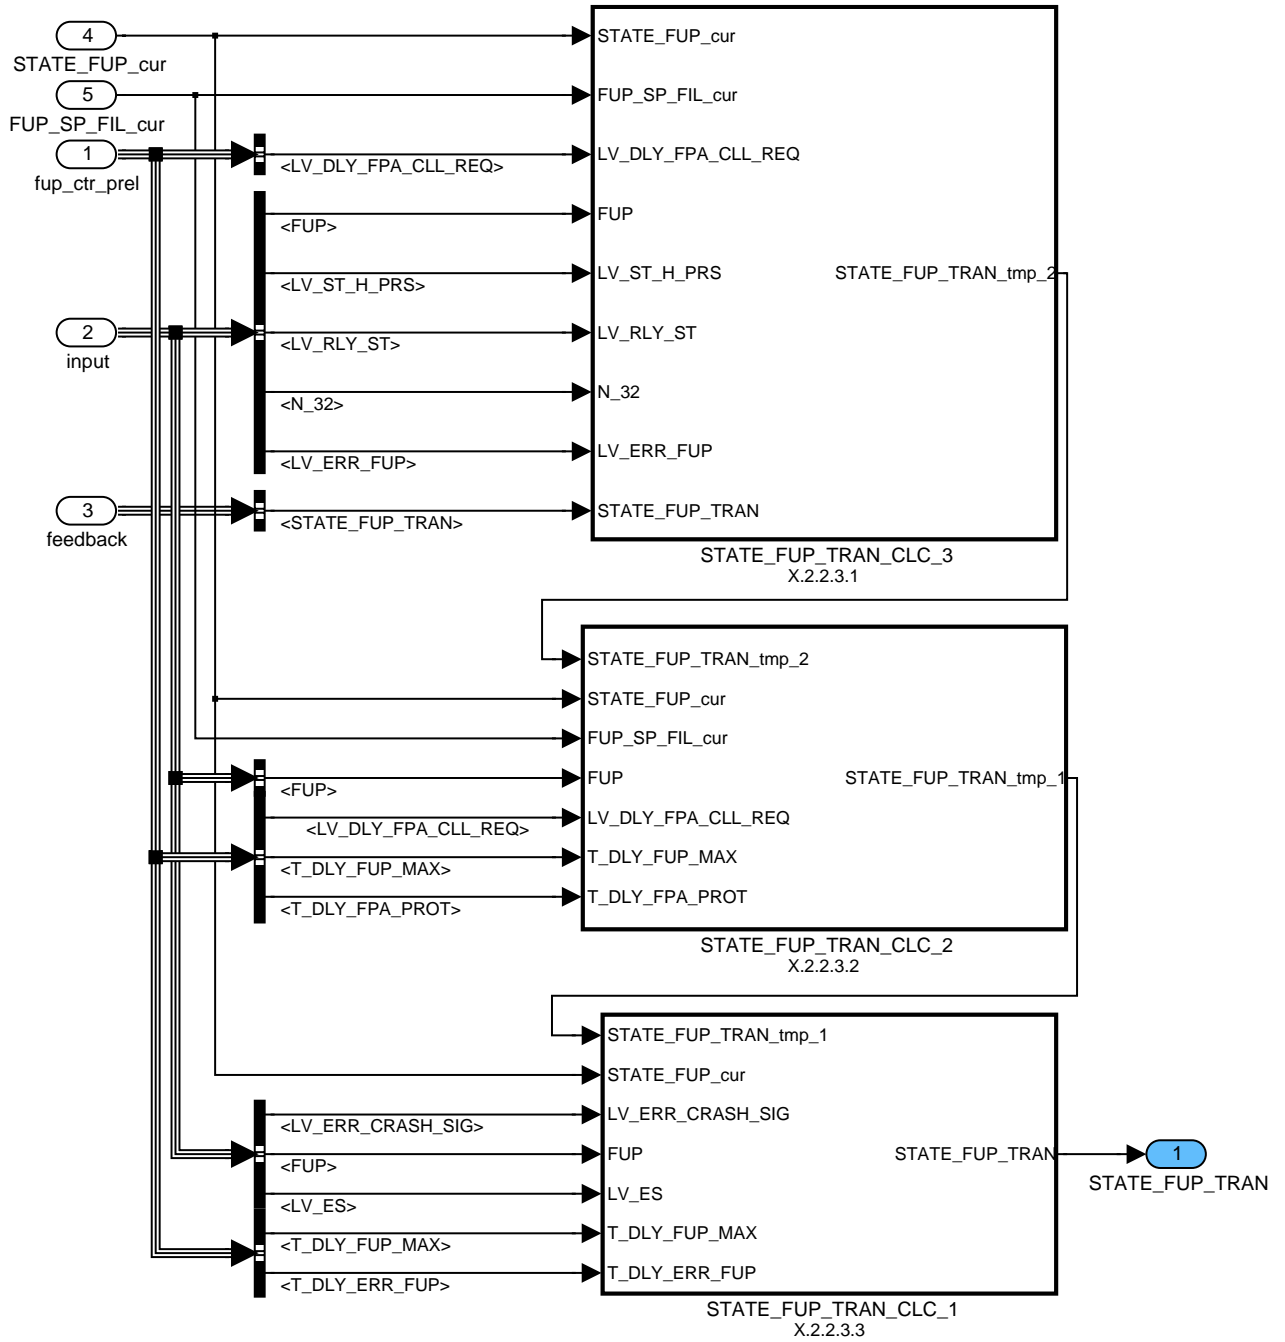 4
STATE_FUP_cur
5
FUP_SP_FIL_cur
1
fup_ctr_prel
2
input
3
feedback
<LV_DLY_FPA_CLL_REQ>
<FUP>
<LV_ST_H_PRS>
<LV_RLY_ST>
<N_32>
<LV_ERR_FUP>
<STATE_FUP_TRAN>
STATE_FUP_cur
FUP_SP_FIL_cur
LV_DLY_FPA_CLL_REQ
FUP
LV_ST_H_PRS
STATE_FUP_TRAN_tmp_2
LV_RLY_ST
N_32
LV_ERR_FUP
STATE_FUP_TRAN
STATE_FUP_TRAN_CLC_3
X.2.2.3.1
<FUP>
<LV_DLY_FPA_CLL_REQ>
<T_DLY_FUP_MAX>
<T_DLY_FPA_PROT>
STATE_FUP_TRAN_tmp_2
STATE_FUP_cur
FUP_SP_FIL_cur
FUP
STATE_FUP_TRAN_tmp_1
LV_DLY_FPA_CLL_REQ
T_DLY_FUP_MAX
T_DLY_FPA_PROT
STATE_FUP_TRAN_CLC_2
X.2.2.3.2
<LV_ERR_CRASH_SIG>
<FUP>
<LV_ES>
<T_DLY_FUP_MAX>
<T_DLY_ERR_FUP>
STATE_FUP_TRAN_tmp_1
STATE_FUP_cur
LV_ERR_CRASH_SIG
FUP
STATE_FUP_TRAN
LV_ES
T_DLY_FUP_MAX
T_DLY_ERR_FUP
STATE_FUP_TRAN_CLC_1
X.2.2.3.3
1
STATE_FUP_TRAN